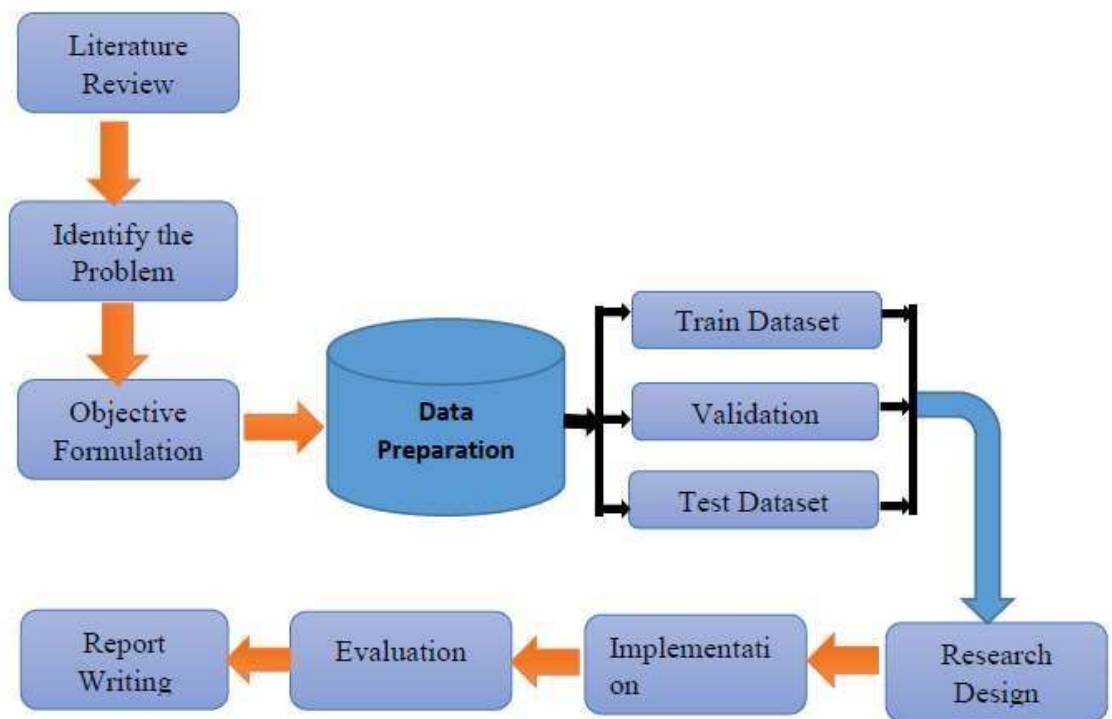 Literature
Review
Identify the
Problem
Objective
Formulation
Data
Preparation
Train Dataset
Validation
Test Dataset
Research
Design
Implementati
on
Evaluation
Report
Writing